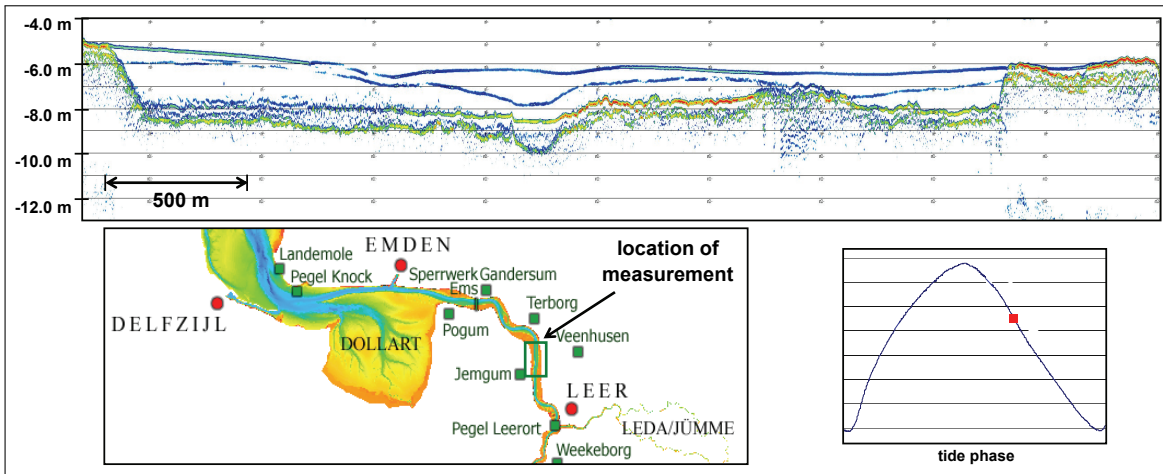 -4.0 m
-6.0 m
-8.0 m
-10.0 m
-12.0 m
500 m
location of
measurement
EMDEN
Landemole
Pegel Knock
Sperrwerk Gandersum
Ems
Terborg
DELFZIJL
Pogum
Veenhusen
DOLLART
Jemgum
LEER
Pegel Leerort
LEDA/JÜMME
Weekeborg
tide phase